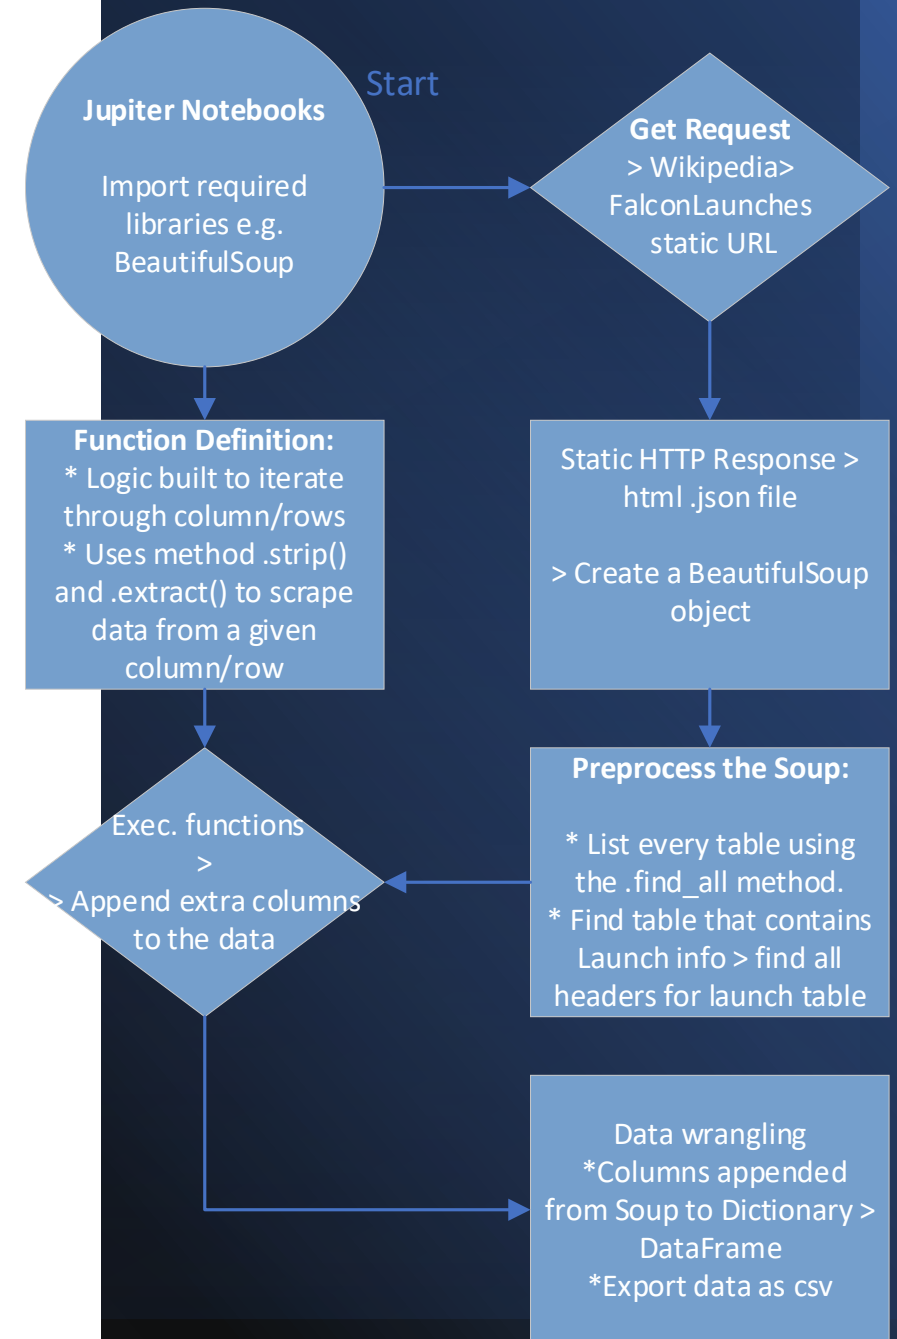 Start
Jupiter Notebooks
Import required
libraries e.g.
BeautifulSoup
Get Request
> Wikipedia>
FalconLaunches
static URL
Function Definition:
* Logic built to iterate
through column/rows
* Uses method .strip()
and .extract() to scrape
data from a given
column/row
Static HTTP Response >
html .json file
> Create a BeautifulSoup
object
Exec. functions
>
> Append extra columns
to the data
Preprocess the Soup:
* List every table using
the .find_all method.
* Find table that contains
Launch info > find all
headers for launch table
Data wrangling
*Columns appended
from Soup to Dictionary >
DataFrame
*Export data as csv